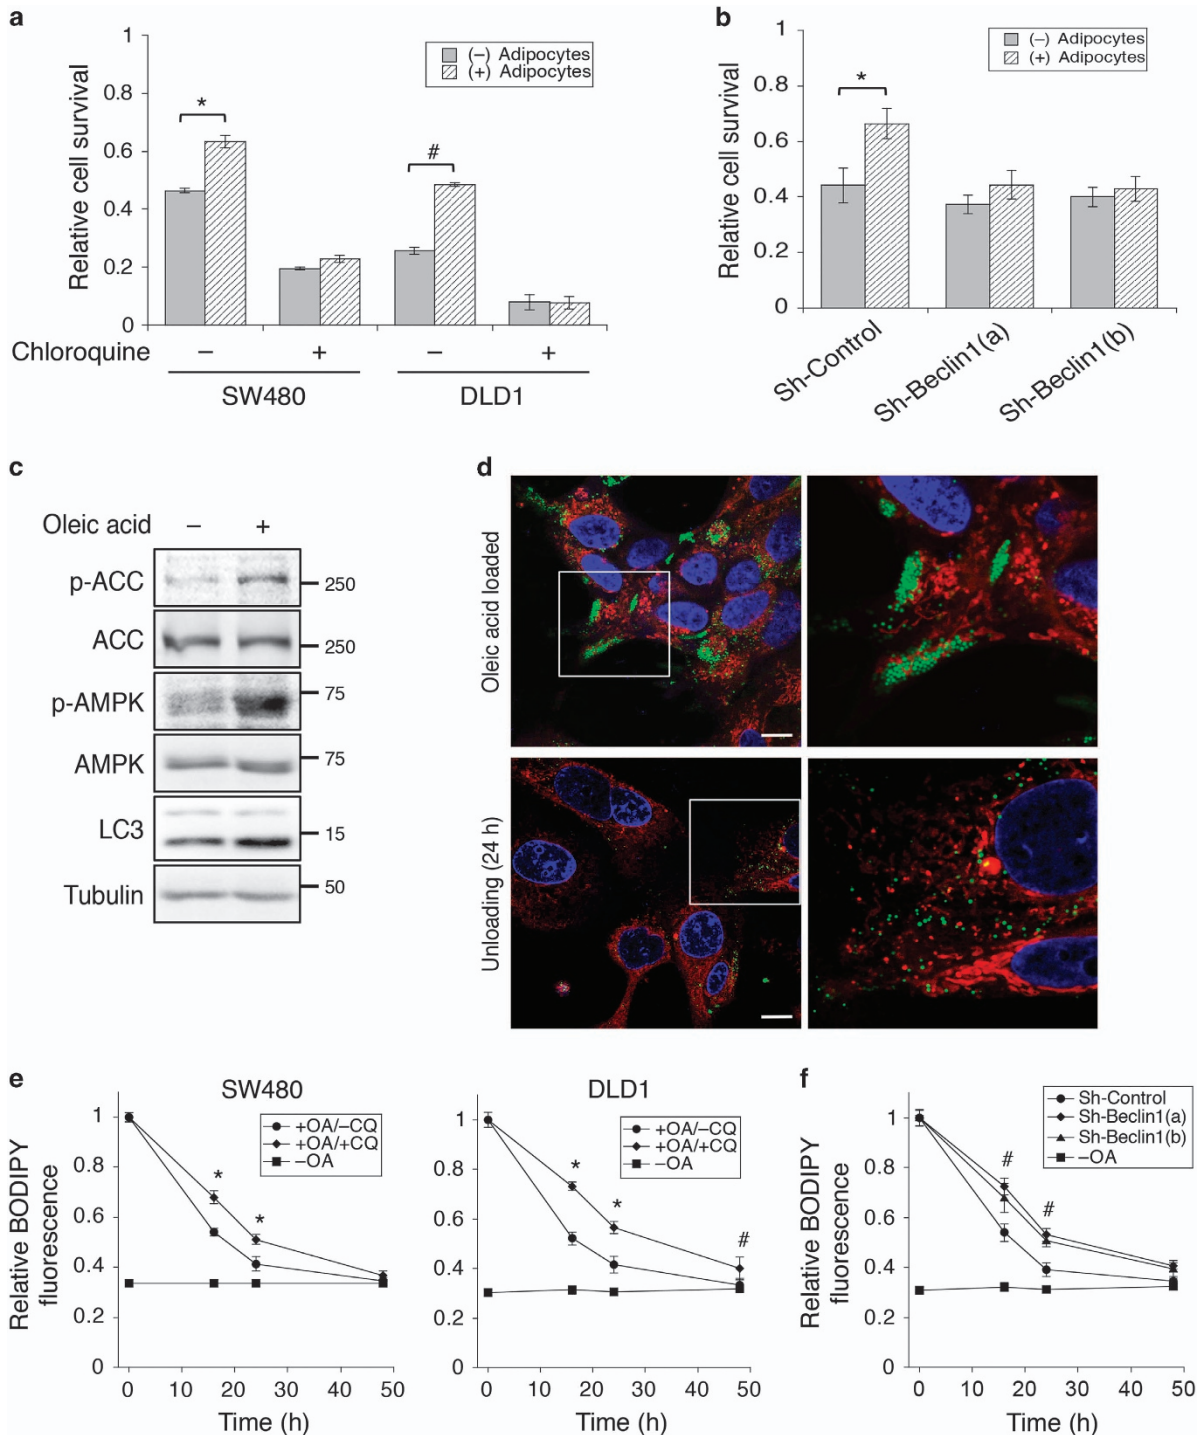 a
Relative cell survival
1
0.8
0.6
0.4
0.2
0
(–) Adipocytes
(+) Adipocytes
*
#
Chloroquine – + – +
SW480 DLD1
b
Relative cell survival
1
0.8
0.6
0.4
0.2
0
(–) Adipocytes
(+) Adipocytes
*
Sh-Control
Sh-Beclin1(a)
Sh-Beclin1(b)
c
Oleic acid – +
p-ACC 250
ACC 250
p-AMPK 75
AMPK 75
LC3 15
Tubulin 50
d
Oleic acid loaded
Unloading (24 h)
e
SW480
Relative BODIPY
fluorescence
1
0.8
0.6
0.4
0.2
0
+OA/–CQ
+OA/+CQ
–OA
*
*
0 10 20 30 40 50
Time (h)
DLD1
1
0.8
0.6
0.4
0.2
0
+OA/–CQ
+OA/+CQ
–OA
*
*
#
0 10 20 30 40 50
Time (h)
f
Relative BODIPY
fluorescence
1
0.8
0.6
0.4
0.2
0
Sh-Control
Sh-Beclin1(a)
Sh-Beclin1(b)
–OA
#
#
0 10 20 30 40 50
Time (h)